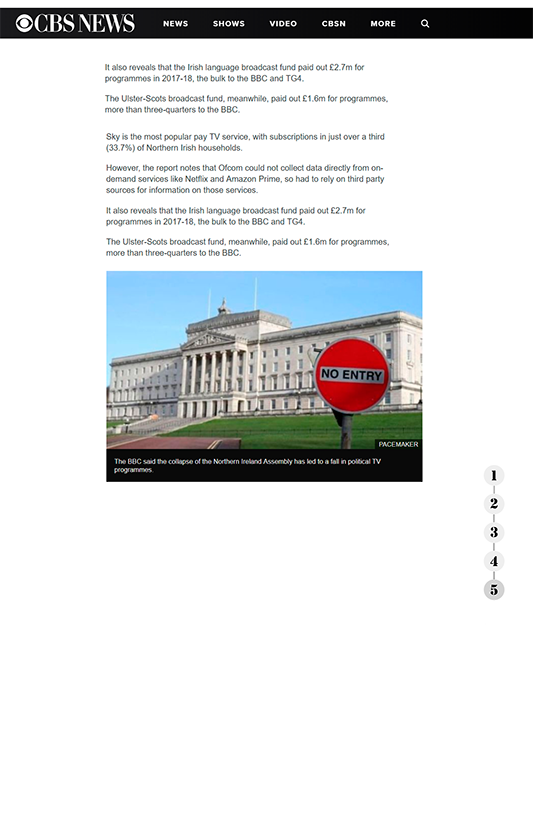 CBS NEWS NEWS SHOWS VIDEO CBSN MORE
It also reveals that the Irish language broadcast fund paid out £2.7m for
programmes in 2017-18, the bulk to the BBC and TG4.
The Ulster-Scots broadcast fund, meanwhile, paid out £1.6m for programmes,
more than three-quarters to the BBC.
Sky is the most popular pay TV service, with subscriptions in just over a third
(33.7%) of Northern Irish households.
However, the report notes that Ofcom could not collect data directly from on-
demand services like Netflix and Amazon Prime, so had to rely on third party
sources for information on those services.
It also reveals that the Irish language broadcast fund paid out £2.7m for
programmes in 2017-18, the bulk to the BBC and TG4.
The Ulster-Scots broadcast fund, meanwhile, paid out £1.6m for programmes,
more than three-quarters to the BBC.
NO ENTRY
PACEMAKER
The BBC said the collapse of the Northern Ireland Assembly has led to a fall in political TV
programmes.
1
2
3
4
5